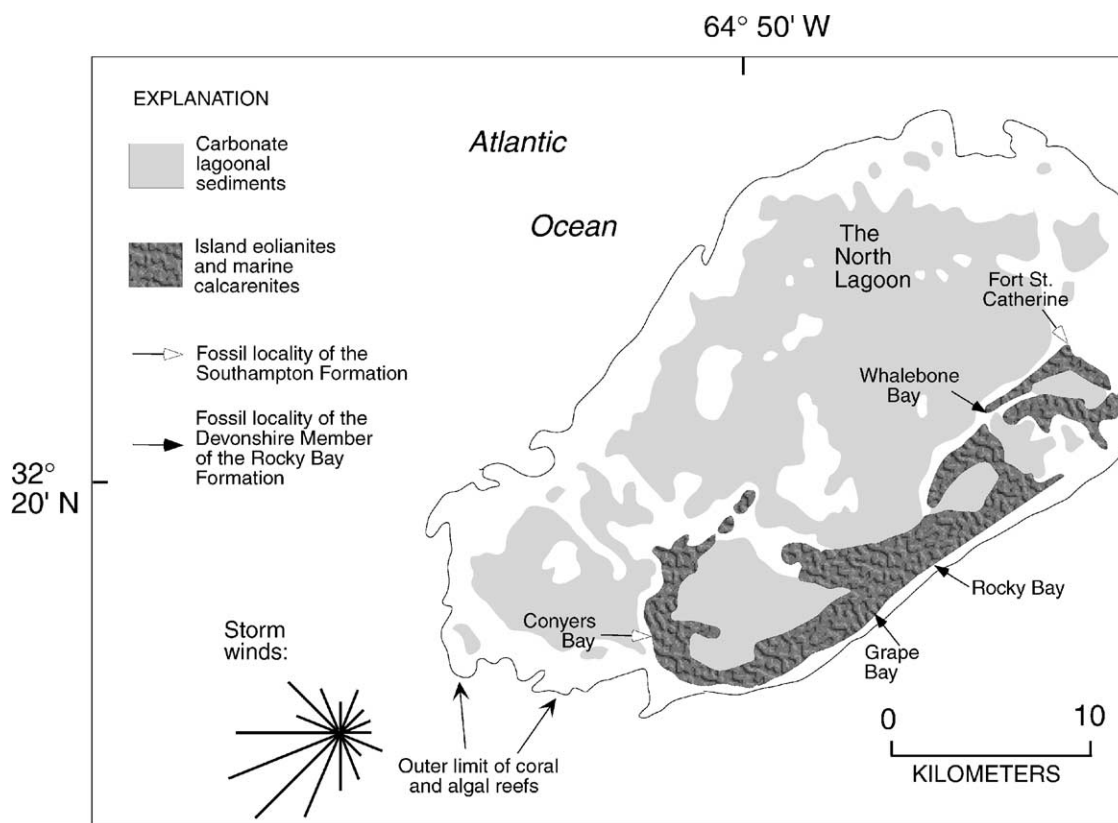 64° 50' W
EXPLANATION
Carbonate
lagoonal
sediments
Island eolianites
and marine
calcarenites
Fossil locality of the
Southampton Formation
Fossil locality of the
Devonshire Member
of the Rocky Bay
Formation
Atlantic
Ocean
The
North
Lagoon
Fort St.
Catherine
Whalebone
Bay
32°
20' N
Rocky Bay
Conyers
Bay
Grape
Bay
Storm
winds:
Outer limit of coral
and algal reefs
0 10
KILOMETERS